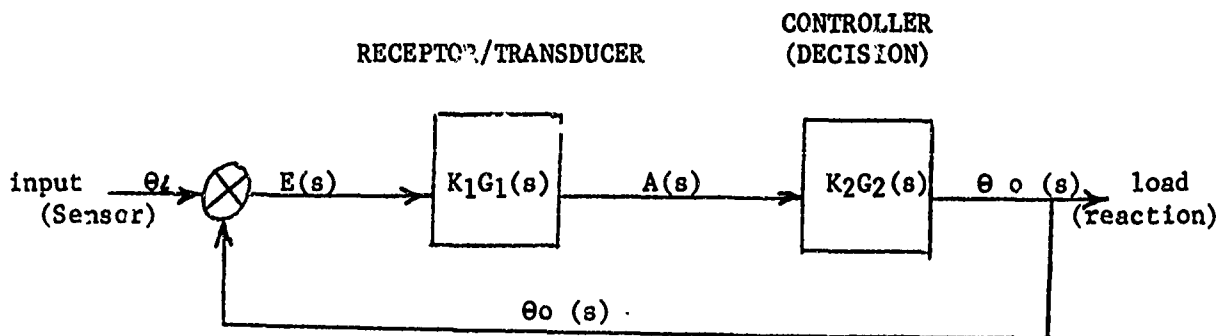 CONTROLLER
RECEPTOR/TRANSDUCER (DECISION)
input θi E(s) K1G1(s) A(s) K2G2(s) θ o (s) load
(Sensor) (reaction)
θo (s)